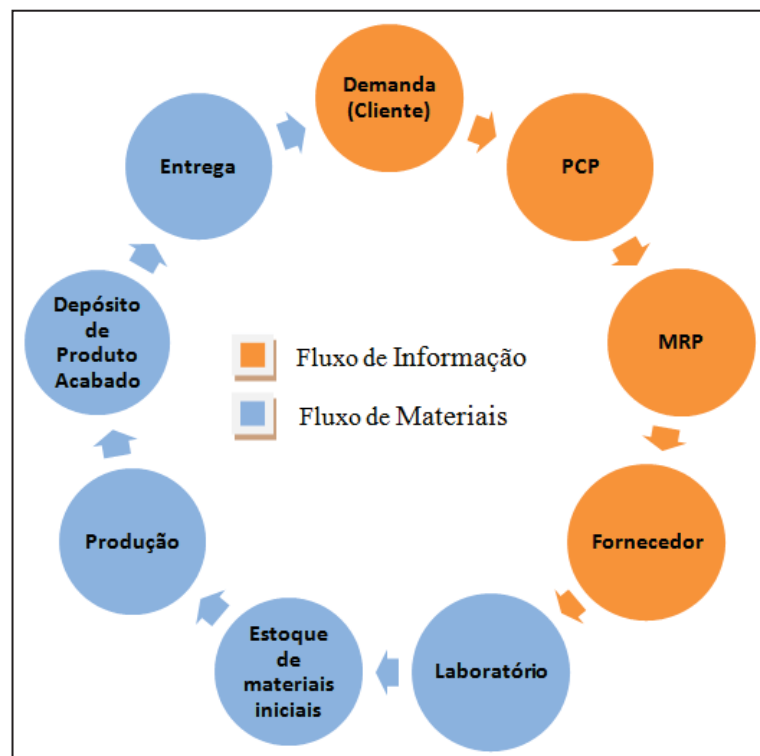 Demanda
(Cliente)
PCP
MRP
Fornecedor
Laboratório
Estoque
de
materiais
iniciais
Produção
Depósito
de
Produto
Acabado
Entrega
Fluxo de Informação
Fluxo de Materiais